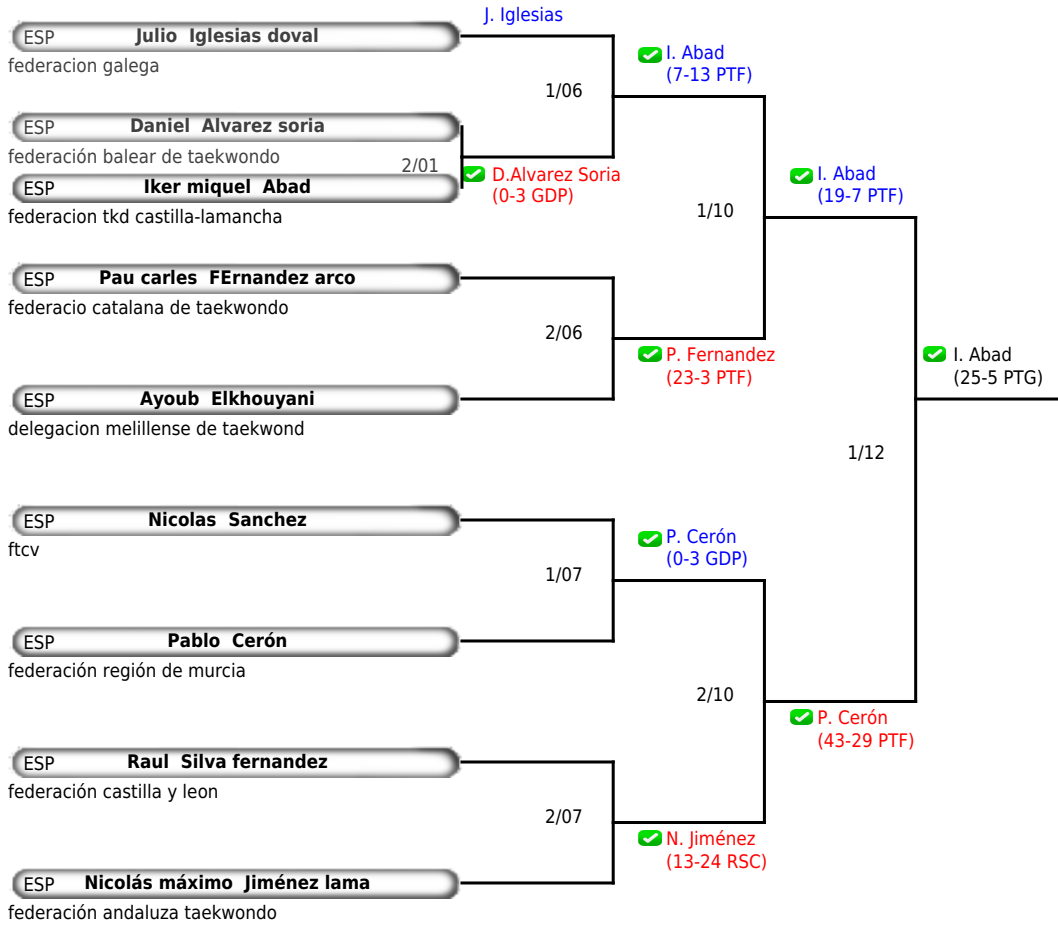 J. Iglesias
ESP Julio Iglesias doval
federacion galega
I. Abad
(7-13 PTF)
1/06
ESP Daniel Alvarez soria
federación balear de taekwondo
2/01
D.Alvarez Soria
(0-3 GDP)
ESP Iker miquel Abad
federacion tkd castilla-lamancha
I. Abad
(19-7 PTF)
1/10
ESP Pau carles FErnandez arco
federacio catalana de taekwondo
2/06
P. Fernandez
(23-3 PTF)
I. Abad
(25-5 PTG)
ESP Ayoub Elkhouyani
delegacion melillense de taekwond
1/12
ESP Nicolas Sanchez
ftcv
P. Cerón
(0-3 GDP)
1/07
ESP Pablo Cerón
federación región de murcia
2/10
P. Cerón
(43-29 PTF)
ESP Raul Silva fernandez
federación castilla y leon
2/07
N. Jiménez
(13-24 RSC)
ESP Nicolás máximo Jiménez lama
federación andaluza taekwondo